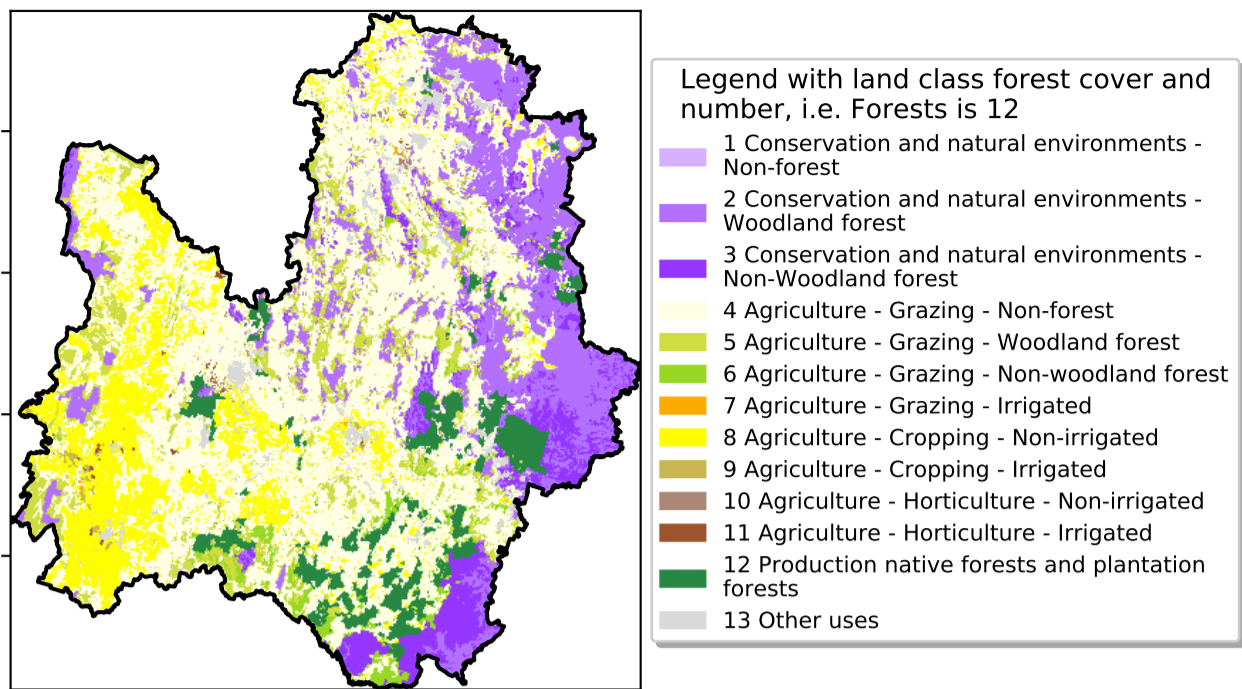 Legend with land class forest cover and
number, i.e. Forests is 12
1 Conservation and natural environments -
Non-forest
2 Conservation and natural environments -
Woodland forest
3 Conservation and natural environments -
Non-Woodland forest
4 Agriculture - Grazing - Non-forest
5 Agriculture - Grazing - Woodland forest
6 Agriculture - Grazing - Non-woodland forest
7 Agriculture - Grazing - Irrigated
8 Agriculture - Cropping - Non-irrigated
9 Agriculture - Cropping - Irrigated
10 Agriculture - Horticulture - Non-irrigated
11 Agriculture - Horticulture - Irrigated
12 Production native forests and plantation
forests
13 Other uses